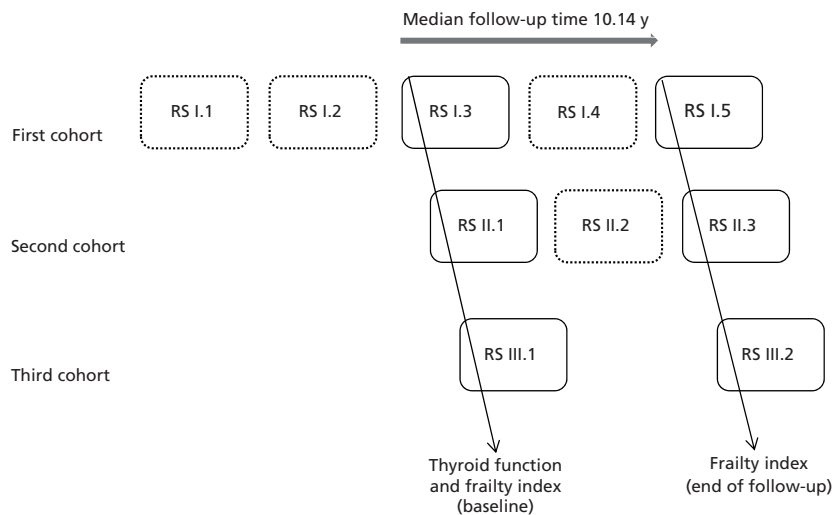 Median follow-up time 10.14 y
RS I.1
RS I.2
RS I.3
RS I.4
RS I.5
First cohort
RS II.1
RS II.2
RS II.3
Second cohort
RS III.1
RS III.2
Third cohort
Thyroid function
and frailty index
(baseline)
Frailty index
(end of follow-up)